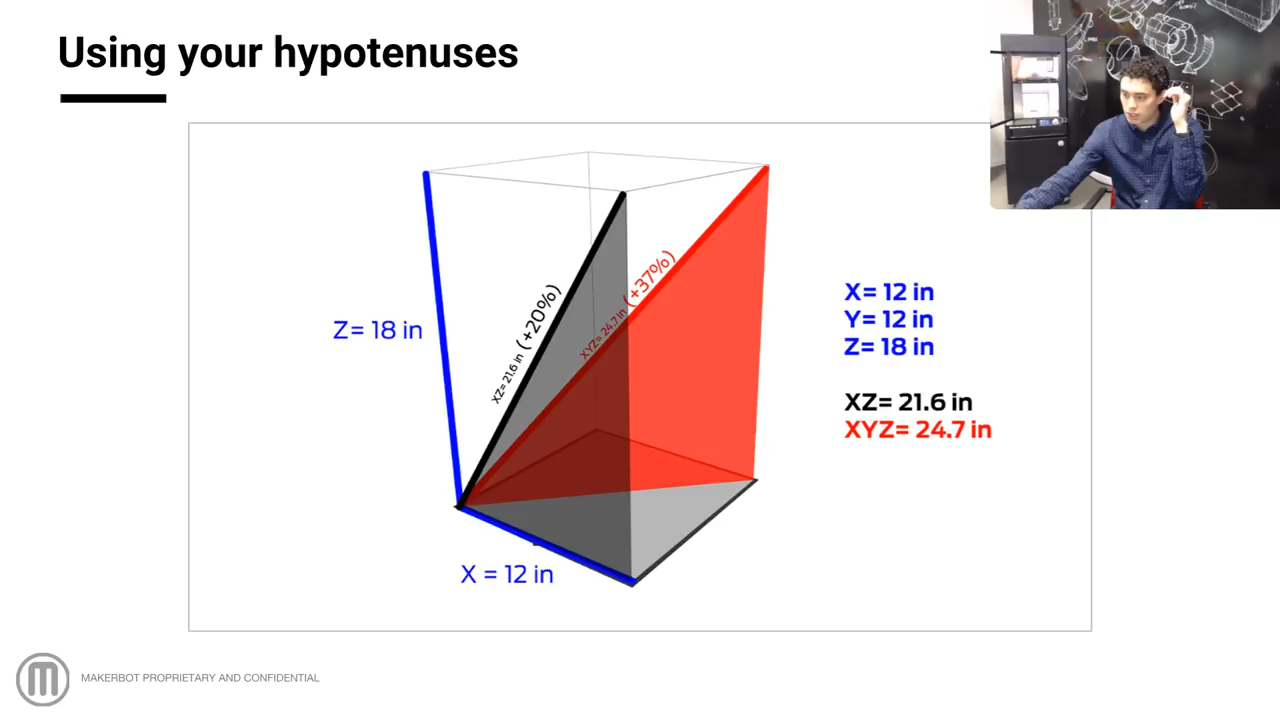 Using your hypotenuses
Z= 18 in
XZ= 21.6 in (+20%)
XYZ= 24.7 in (+37%)
X = 12 in
X= 12 in
Y= 12 in
Z= 18 in
XZ= 21.6 in
XYZ= 24.7 in
MAKERBOT PROPRIETARY AND CONFIDENTIAL